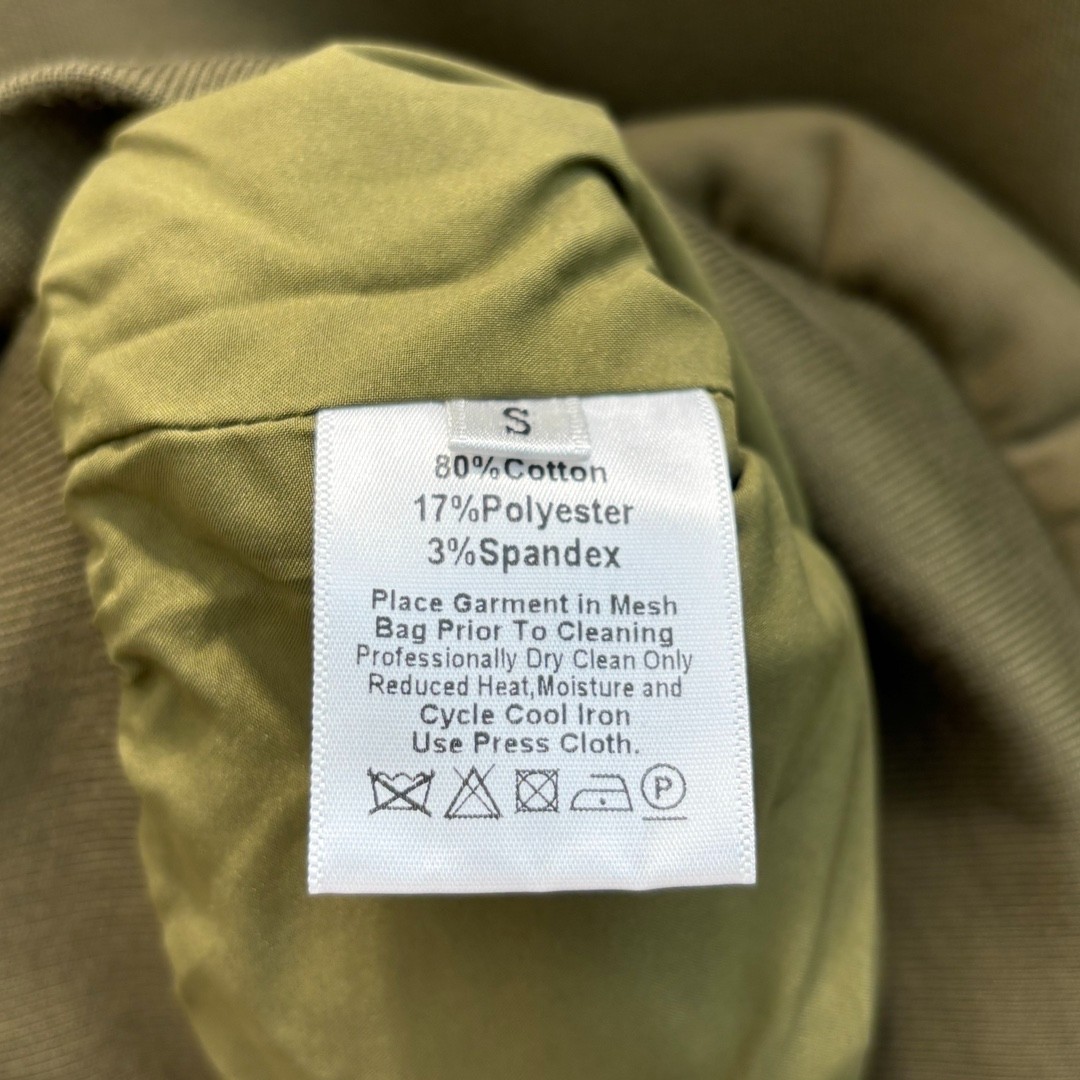 S
80%Cotton
17%Polyester
3%Spandex
Place Garment in Mesh
Bag Prior To Cleaning
Professionally Dry Clean Only
Reduced Heat,Moisture and
Cycle Cool Iron
Use Press Cloth.
P